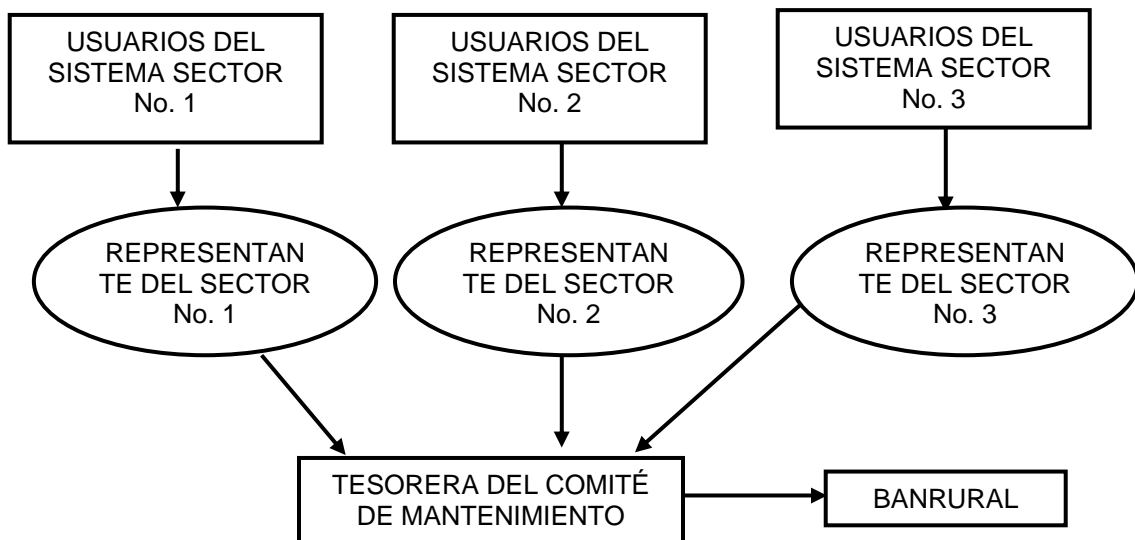 USUARIOS DEL
SISTEMA SECTOR
No. 1
USUARIOS DEL
SISTEMA SECTOR
No. 2
USUARIOS DEL
SISTEMA SECTOR
No. 3
REPRESENTAN
TE DEL SECTOR
No. 1
REPRESENTAN
TE DEL SECTOR
No. 2
REPRESENTAN
TE DEL SECTOR
No. 3
TESORERA DEL COMITÉ
DE MANTENIMIENTO
BANRURAL